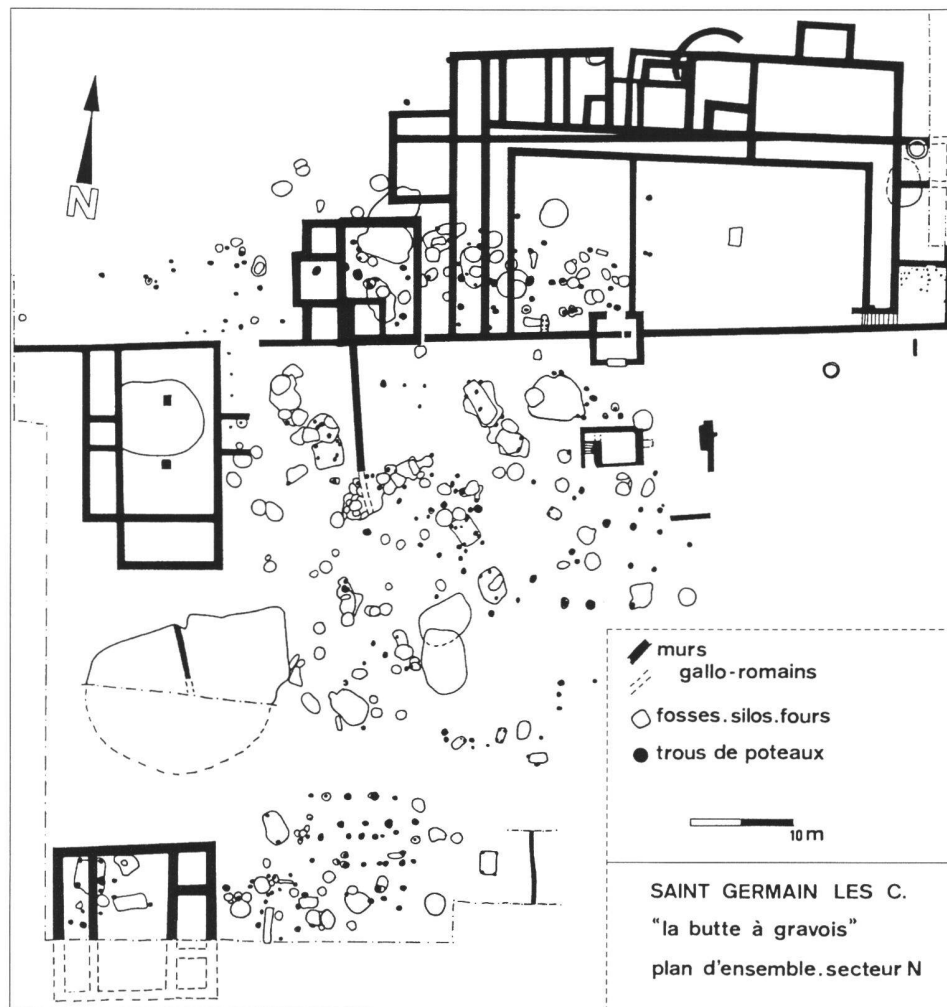 N
murs
gallo-romains
fosses.silos.fours
trous de poteaux
10 m
SAINT GERMAIN LES C.
"la butte à gravois"
plan d'ensemble.secteur N